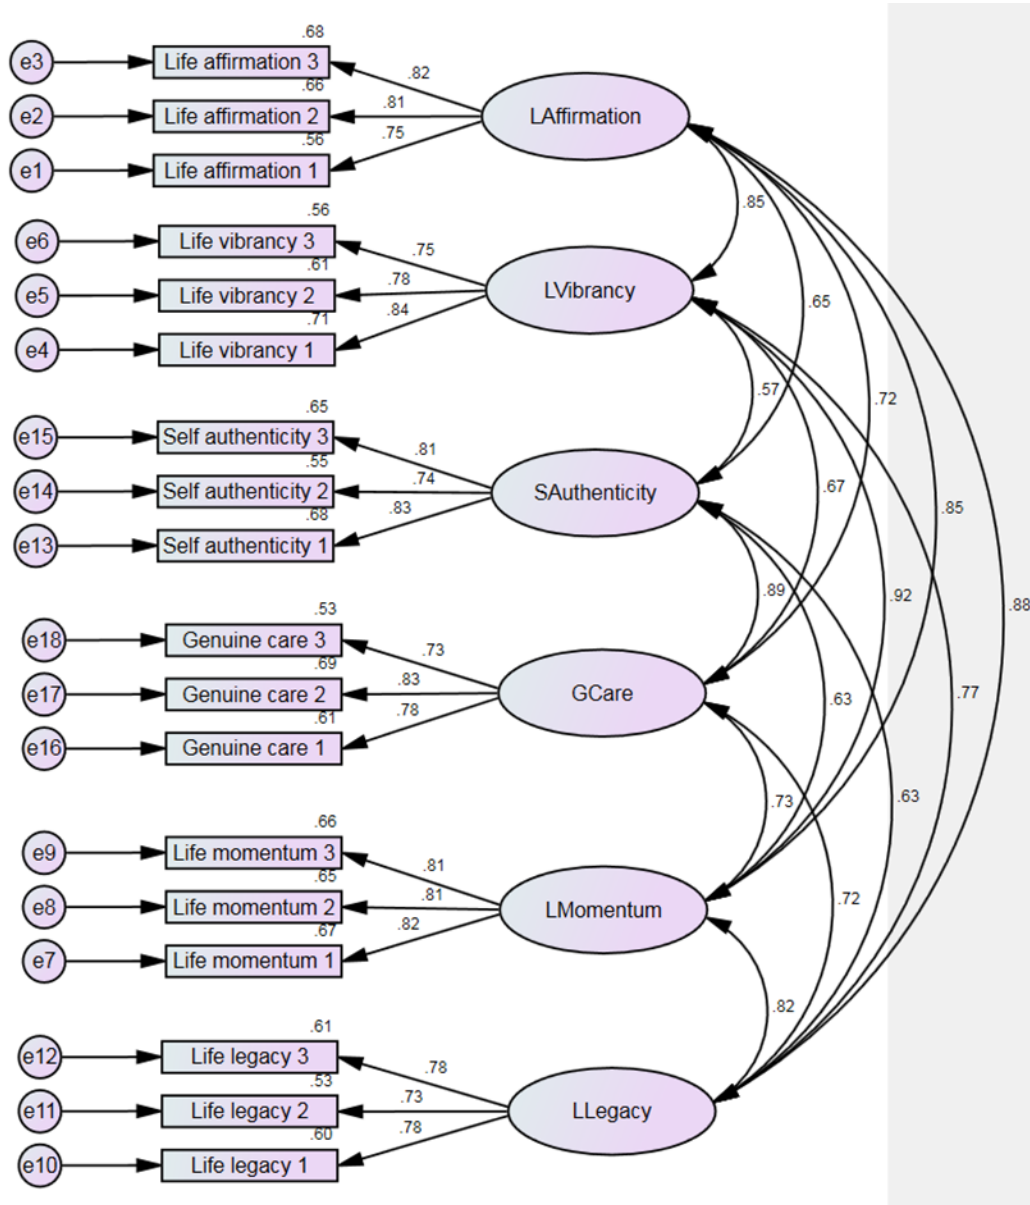 .68
e3 Life affirmation 3 .82
.66
e2 Life affirmation 2 .81 LAffirmation
.56
e1 Life affirmation 1 .75
.85
.56
e6 Life vibrancy 3 .75
.61
e5 Life vibrancy 2 .78 LVibrancy
.71
e4 Life vibrancy 1 .84
.65
.57
.72
.65
e15 Self authenticity 3 .81
.55
e14 Self authenticity 2 .74 SAuthenticity
.68
e13 Self authenticity 1 .83
.67
.85
.89
.92
.88
.53
e18 Genuine care 3 .73
.69
e17 Genuine care 2 .83 GCare
.61
e16 Genuine care 1 .78
.63
.77
.73
.63
.66
e9 Life momentum 3 .81
.65
e8 Life momentum 2 .81 LMomentum
.67
e7 Life momentum 1 .82
.72
.82
.61
e12 Life legacy 3 .78
.53
e11 Life legacy 2 .73 LLegacy
.60
e10 Life legacy 1 .78